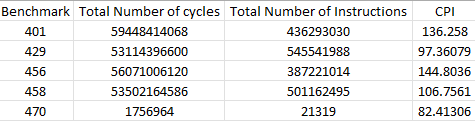 Benchmark Total Number of cycles Total Number of Instructions CPI
401 59448414068 436293030 136.258
429 53114396600 545541988 97.36079
456 56071006120 387221014 144.8036
458 53502164586 501162495 106.7561
470 1756964 21319 82.41306